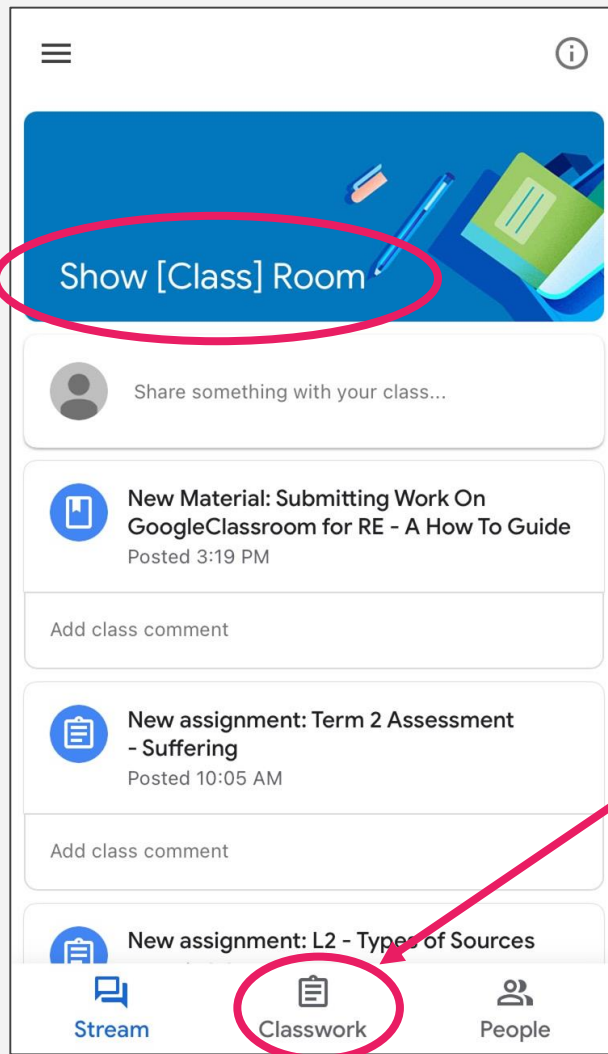 Show [Class] Room
Share something with your class...
New Material: Submitting Work On
GoogleClassroom for RE - A How To Guide
Posted 3:19 PM
Add class comment
New assignment: Term 2 Assessment
- Suffering
Posted 10:05 AM
Add class comment
New assignment: L2 - Types of Sources
Stream
Classwork
People